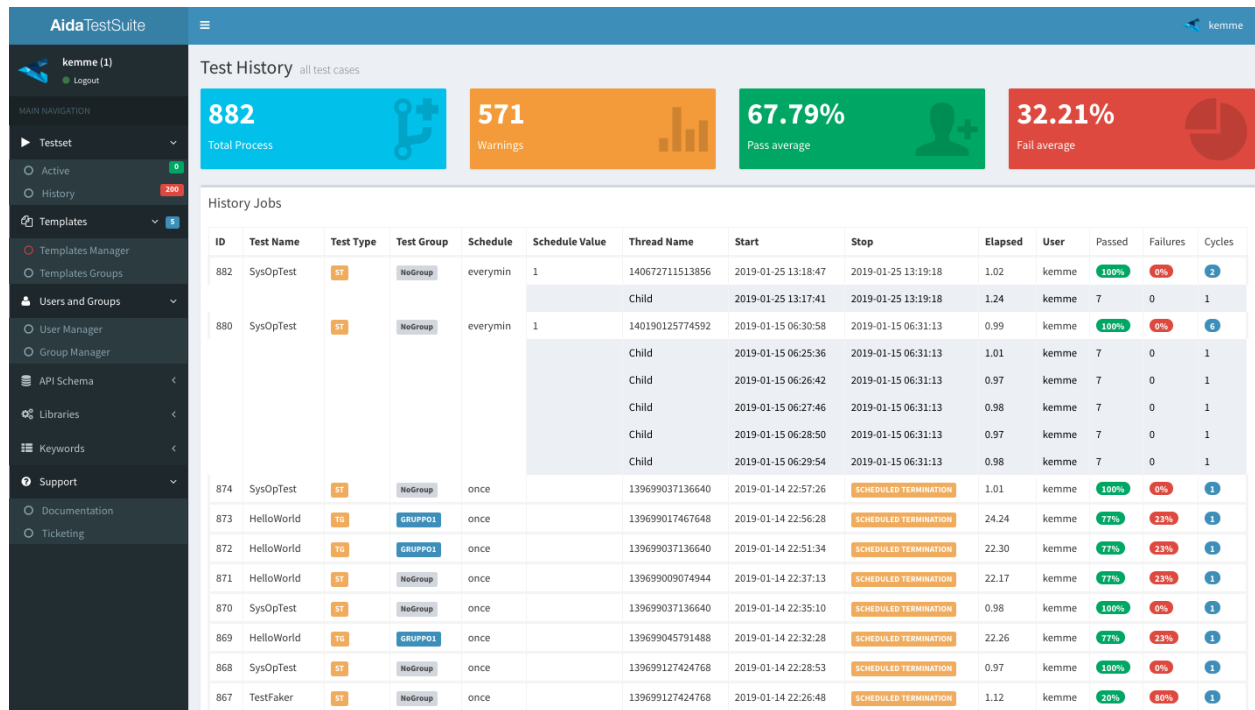 AidaTestSuite
kemme
kemme (1)
Logout
MAIN NAVIGATION
Testset
Active 0
History 200
Templates 5
Templates Manager
Templates Groups
Users and Groups
User Manager
Group Manager
API Schema
Libraries
Keywords
Support
Documentation
Ticketing
Test History all test cases
882
Total Process
571
Warnings
67.79%
Pass average
32.21%
Fail average
History Jobs
ID Test Name Test Type Test Group Schedule Schedule Value Thread Name Start Stop Elapsed User Passed Failures Cycles
882 SysOpTest ST NoGroup everymin 1 140672711513856 2019-01-25 13:18:47 2019-01-25 13:19:18 1.02 kemme 100% 0% 2
Child 2019-01-25 13:17:41 2019-01-25 13:19:18 1.24 kemme 7 0 1
880 SysOpTest ST NoGroup everymin 1 140190125774592 2019-01-15 06:30:58 2019-01-15 06:31:13 0.99 kemme 100% 0% 6
Child 2019-01-15 06:25:36 2019-01-15 06:31:13 1.01 kemme 7 0 1
Child 2019-01-15 06:26:42 2019-01-15 06:31:13 0.97 kemme 7 0 1
Child 2019-01-15 06:27:46 2019-01-15 06:31:13 0.98 kemme 7 0 1
Child 2019-01-15 06:28:50 2019-01-15 06:31:13 0.97 kemme 7 0 1
Child 2019-01-15 06:29:54 2019-01-15 06:31:13 0.98 kemme 7 0 1
874 SysOpTest ST NoGroup once 139699037136640 2019-01-14 22:57:26 SCHEDULED TERMINATION 1.01 kemme 100% 0% 1
873 HelloWorld TG GRUPPO1 once 139699017467648 2019-01-14 22:56:28 SCHEDULED TERMINATION 24.24 kemme 77% 23% 1
872 HelloWorld TG GRUPPO1 once 139699037136640 2019-01-14 22:51:34 SCHEDULED TERMINATION 22.30 kemme 77% 23% 1
871 HelloWorld ST NoGroup once 139699009074944 2019-01-14 22:37:13 SCHEDULED TERMINATION 22.17 kemme 77% 23% 1
870 SysOpTest ST NoGroup once 139699037136640 2019-01-14 22:35:10 SCHEDULED TERMINATION 0.98 kemme 100% 0% 1
869 HelloWorld TG GRUPPO1 once 139699045791488 2019-01-14 22:32:28 SCHEDULED TERMINATION 22.26 kemme 77% 23% 1
868 SysOpTest ST NoGroup once 139699127424768 2019-01-14 22:28:53 SCHEDULED TERMINATION 0.97 kemme 100% 0% 1
867 TestFaker ST NoGroup once 139699127424768 2019-01-14 22:26:48 SCHEDULED TERMINATION 1.12 kemme 20% 80% 1